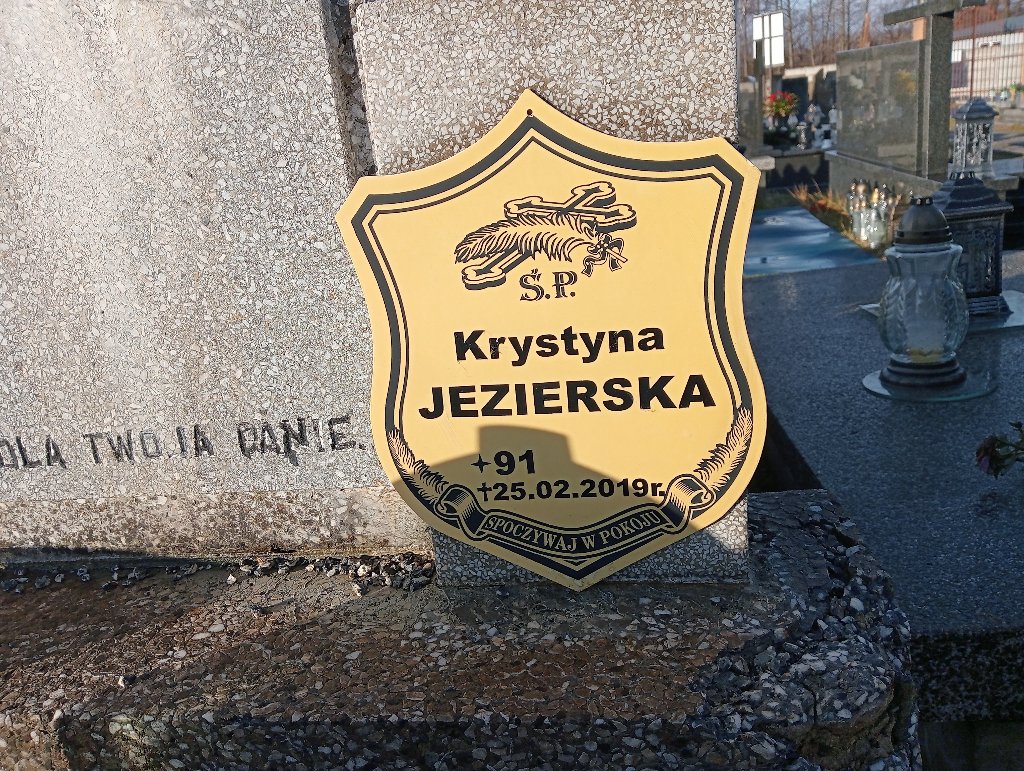 OLA TWOJA PANIE.
Ś.P.
Krystyna
JEZIERSKA
+91
†25.02.2019r.
SPOCZYWAJ W POKOJU